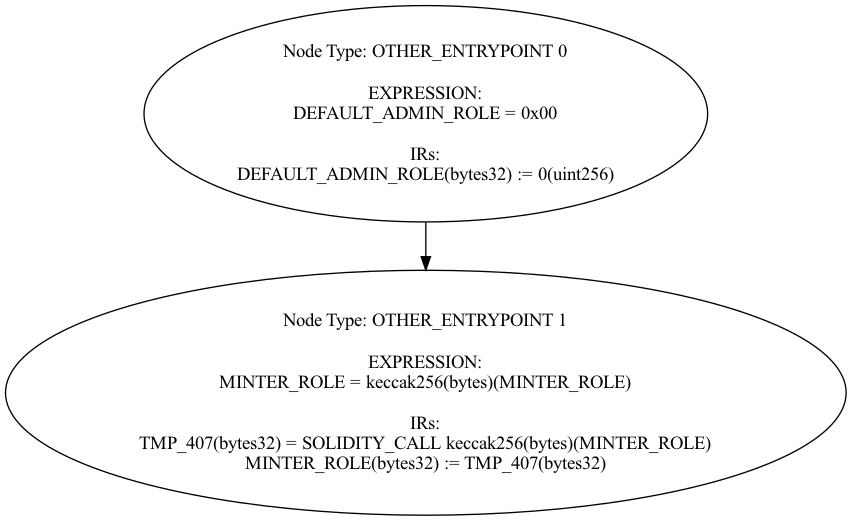 Node Type: OTHER_ENTRYPOINT 0
EXPRESSION:
DEFAULT_ADMIN_ROLE = 0x00
IRs:
DEFAULT_ADMIN_ROLE(bytes32) := 0(uint256)
Node Type: OTHER_ENTRYPOINT 1
EXPRESSION:
MINTER_ROLE = keccak256(bytes)(MINTER_ROLE)
IRs:
TMP_407(bytes32) = SOLIDITY_CALL keccak256(bytes)(MINTER_ROLE)
MINTER_ROLE(bytes32) := TMP_407(bytes32)